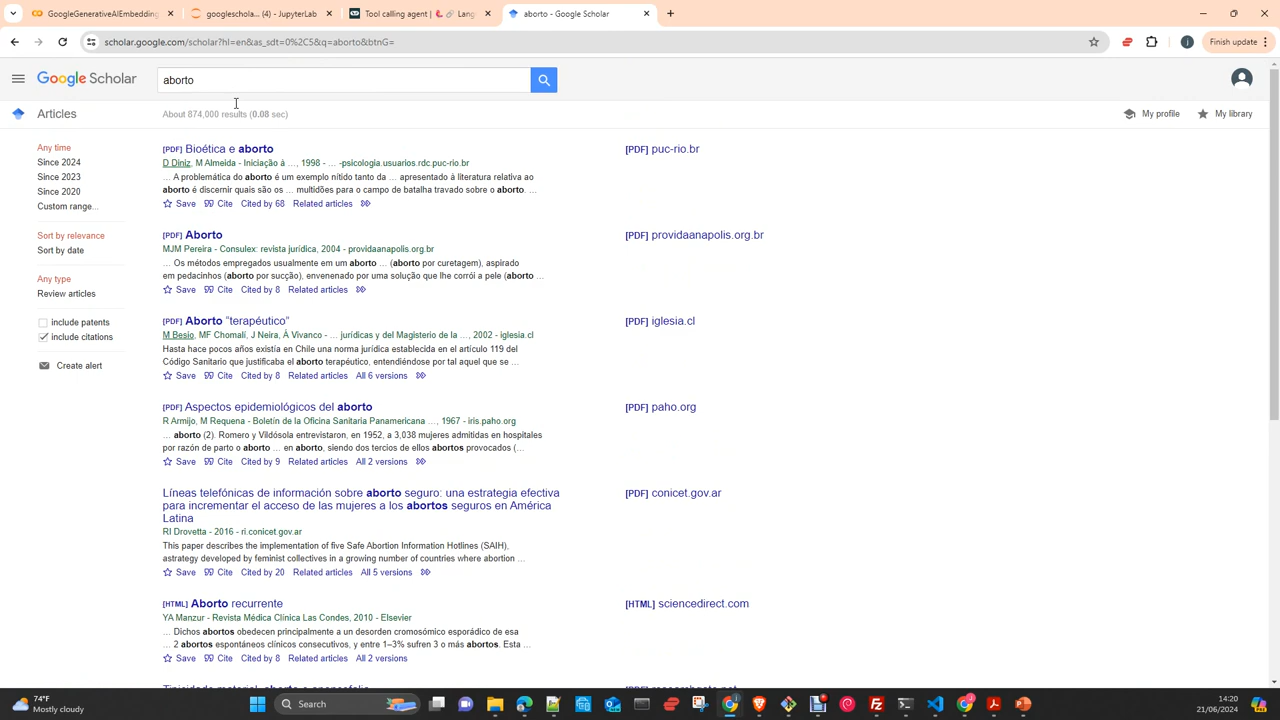 GoogleGenerativeAIEmbedding
googleschola... (4) - JupyterLab
Tool calling agent | 🦜️🔗 Lang
aborto - Google Scholar
scholar.google.com/scholar?hl=en&as_sdt=0%2C5&q=aborto&btnG=
Finish update
Google Scholar
aborto
Articles
About 874,000 results (0.08 sec)
My profile
My library
Any time
Since 2024
Since 2023
Since 2020
Custom range...
Sort by relevance
Sort by date
Any type
Review articles
include patents
include citations
Create alert
[PDF] Bioética e aborto
D Diniz, M Almeida - Iniciação à ..., 1998 - ... -psicologia.usuarios.rdc.puc-rio.br
... A problemática do aborto é um exemplo nítido tanto da ... apresentado à literatura relativa ao
aborto é discernir quais são os ... multidões para o campo de batalha travado sobre o aborto. ...
Save Cite Cited by 68 Related articles
[PDF] puc-rio.br
[PDF] Aborto
MJM Pereira - Consulex: revista jurídica, 2004 - providaanapolis.org.br
... Os métodos empregados usualmente em um aborto ... (aborto por curetagem), aspirado
em pedacinhos (aborto por sucção), envenenado por uma solução que lhe corrói a pele (aborto ...
Save Cite Cited by 8 Related articles
[PDF] providaanapolis.org.br
[PDF] Aborto “terapéutico”
M Besio, MF Chomalí, J Neira, Á Vivanco - ... jurídicas y del Magisterio de la ..., 2002 - iglesia.cl
Hasta hace pocos años existía en Chile una norma jurídica establecida en el artículo 119 del
Código Sanitario que justificaba el aborto terapéutico, entendiéndose por tal aquel que se ...
Save Cite Cited by 8 Related articles All 6 versions
[PDF] iglesia.cl
[PDF] Aspectos epidemiológicos del aborto
R Armijo, M Requena - Boletín de la Oficina Sanitaria Panamericana ..., 1967 - iris.paho.org
... aborto (2). Romero y Vildósola entrevistaron, en 1952, a 3,038 mujeres admitidas en hospitales
por razón de parto o aborto ... en aborto, siendo dos tercios de ellos abortos provocados (...
Save Cite Cited by 9 Related articles All 2 versions
[PDF] paho.org
Líneas telefónicas de información sobre aborto seguro: una estrategia efectiva
para incrementar el acceso de las mujeres a los abortos seguros en América
Latina
RI Drovetta - 2016 - ri.conicet.gov.ar
This paper describes the implementation of five Safe Abortion Information Hotlines (SAIH),
astrategy developed by feminist collectives in a growing number of countries where abortion ...
Save Cite Cited by 20 Related articles All 5 versions
[PDF] conicet.gov.ar
[HTML] Aborto recurrente
YA Manzur - Revista Médica Clínica Las Condes, 2010 - Elsevier
... Dichos abortos obedecen principalmente a un desorden cromosómico esporádico de esa
... 2 abortos espontáneos clínicos consecutivos, y entre 1–3% sufren 3 o más abortos. Esta ...
Save Cite Cited by 8 Related articles All 2 versions
[HTML] sciencedirect.com
74°F
Mostly cloudy
Search
14:20
21/06/2024